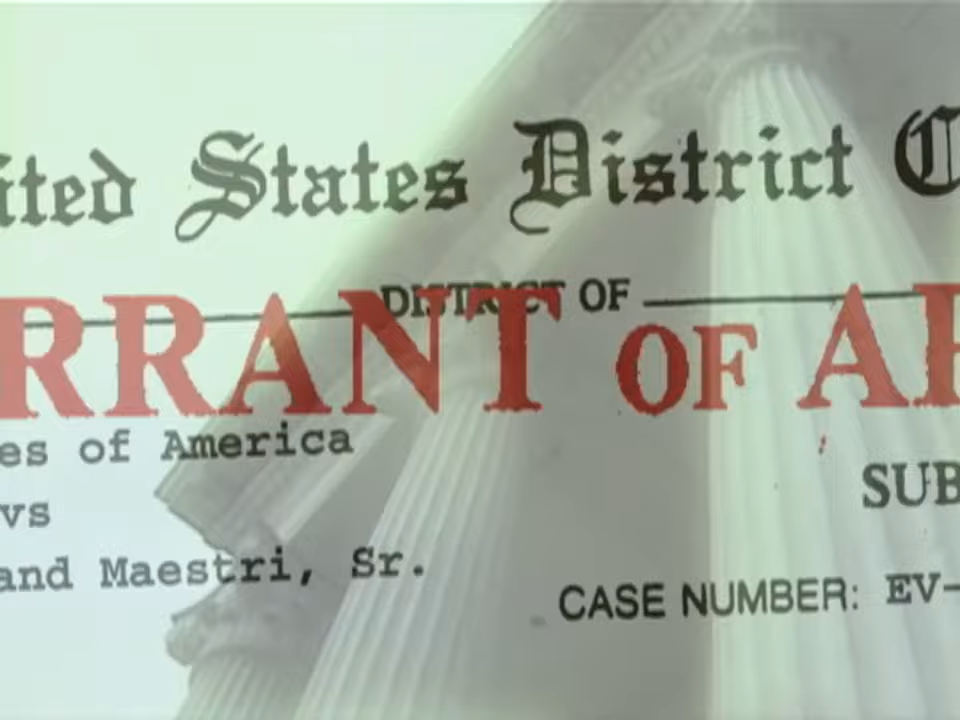 ited States District C
DISTRICT OF
RRANT OF AR
es of America
SUB
vs
and Maestri, Sr.
CASE NUMBER: EV-